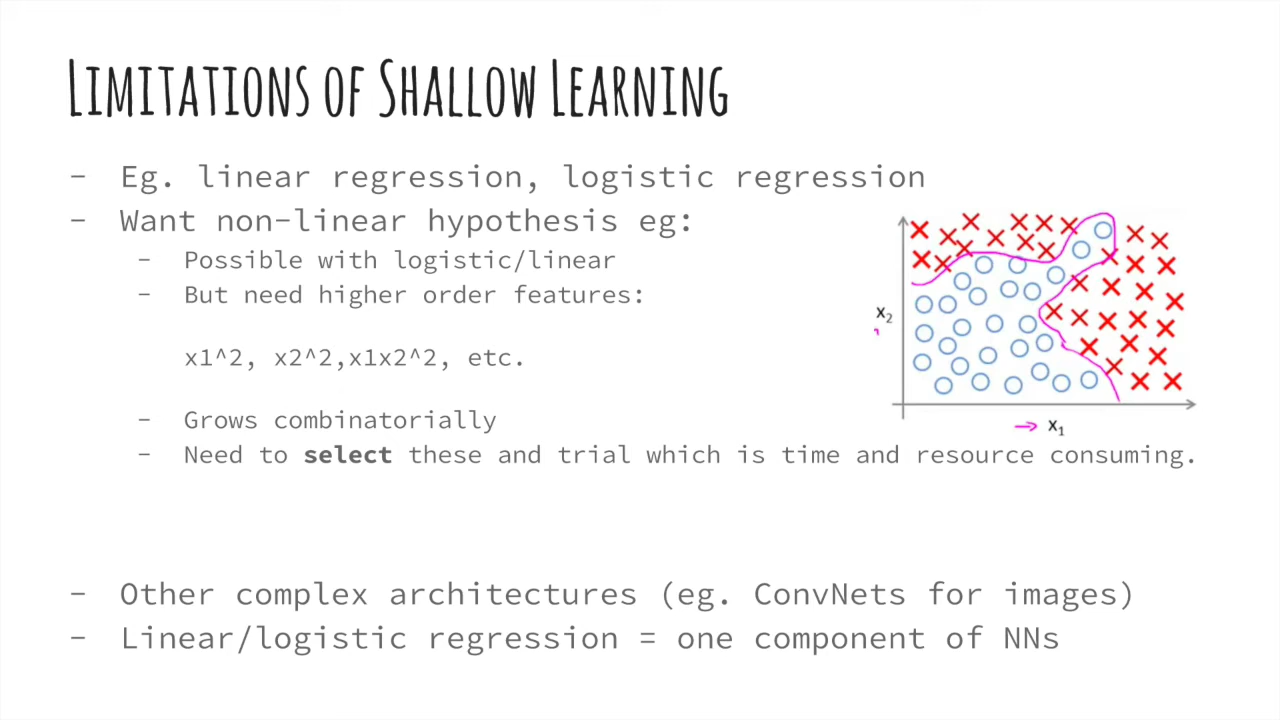 LIMITATIONS OF SHALLOW LEARNING
- Eg. linear regression, logistic regression
- Want non-linear hypothesis eg:
- Possible with logistic/linear
- But need higher order features:
x1^2, x2^2,x1x2^2, etc.
- Grows combinatorially
- Need to select these and trial which is time and resource consuming.
x2
x1
- Other complex architectures (eg. ConvNets for images)
- Linear/logistic regression = one component of NNs